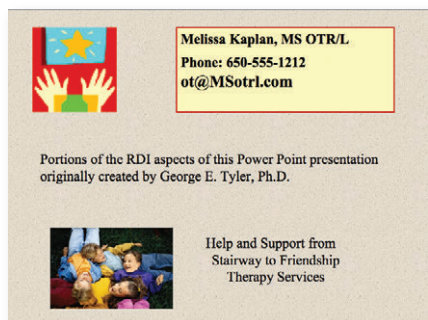 Melissa Kaplan, MS OTR/L
Phone: 650-555-1212
ot@MSotrl.com
Portions of the RDI aspects of this Power Point presentation
originally created by George E. Tyler, Ph.D.
Help and Support from
Stairway to Friendship
Therapy Services